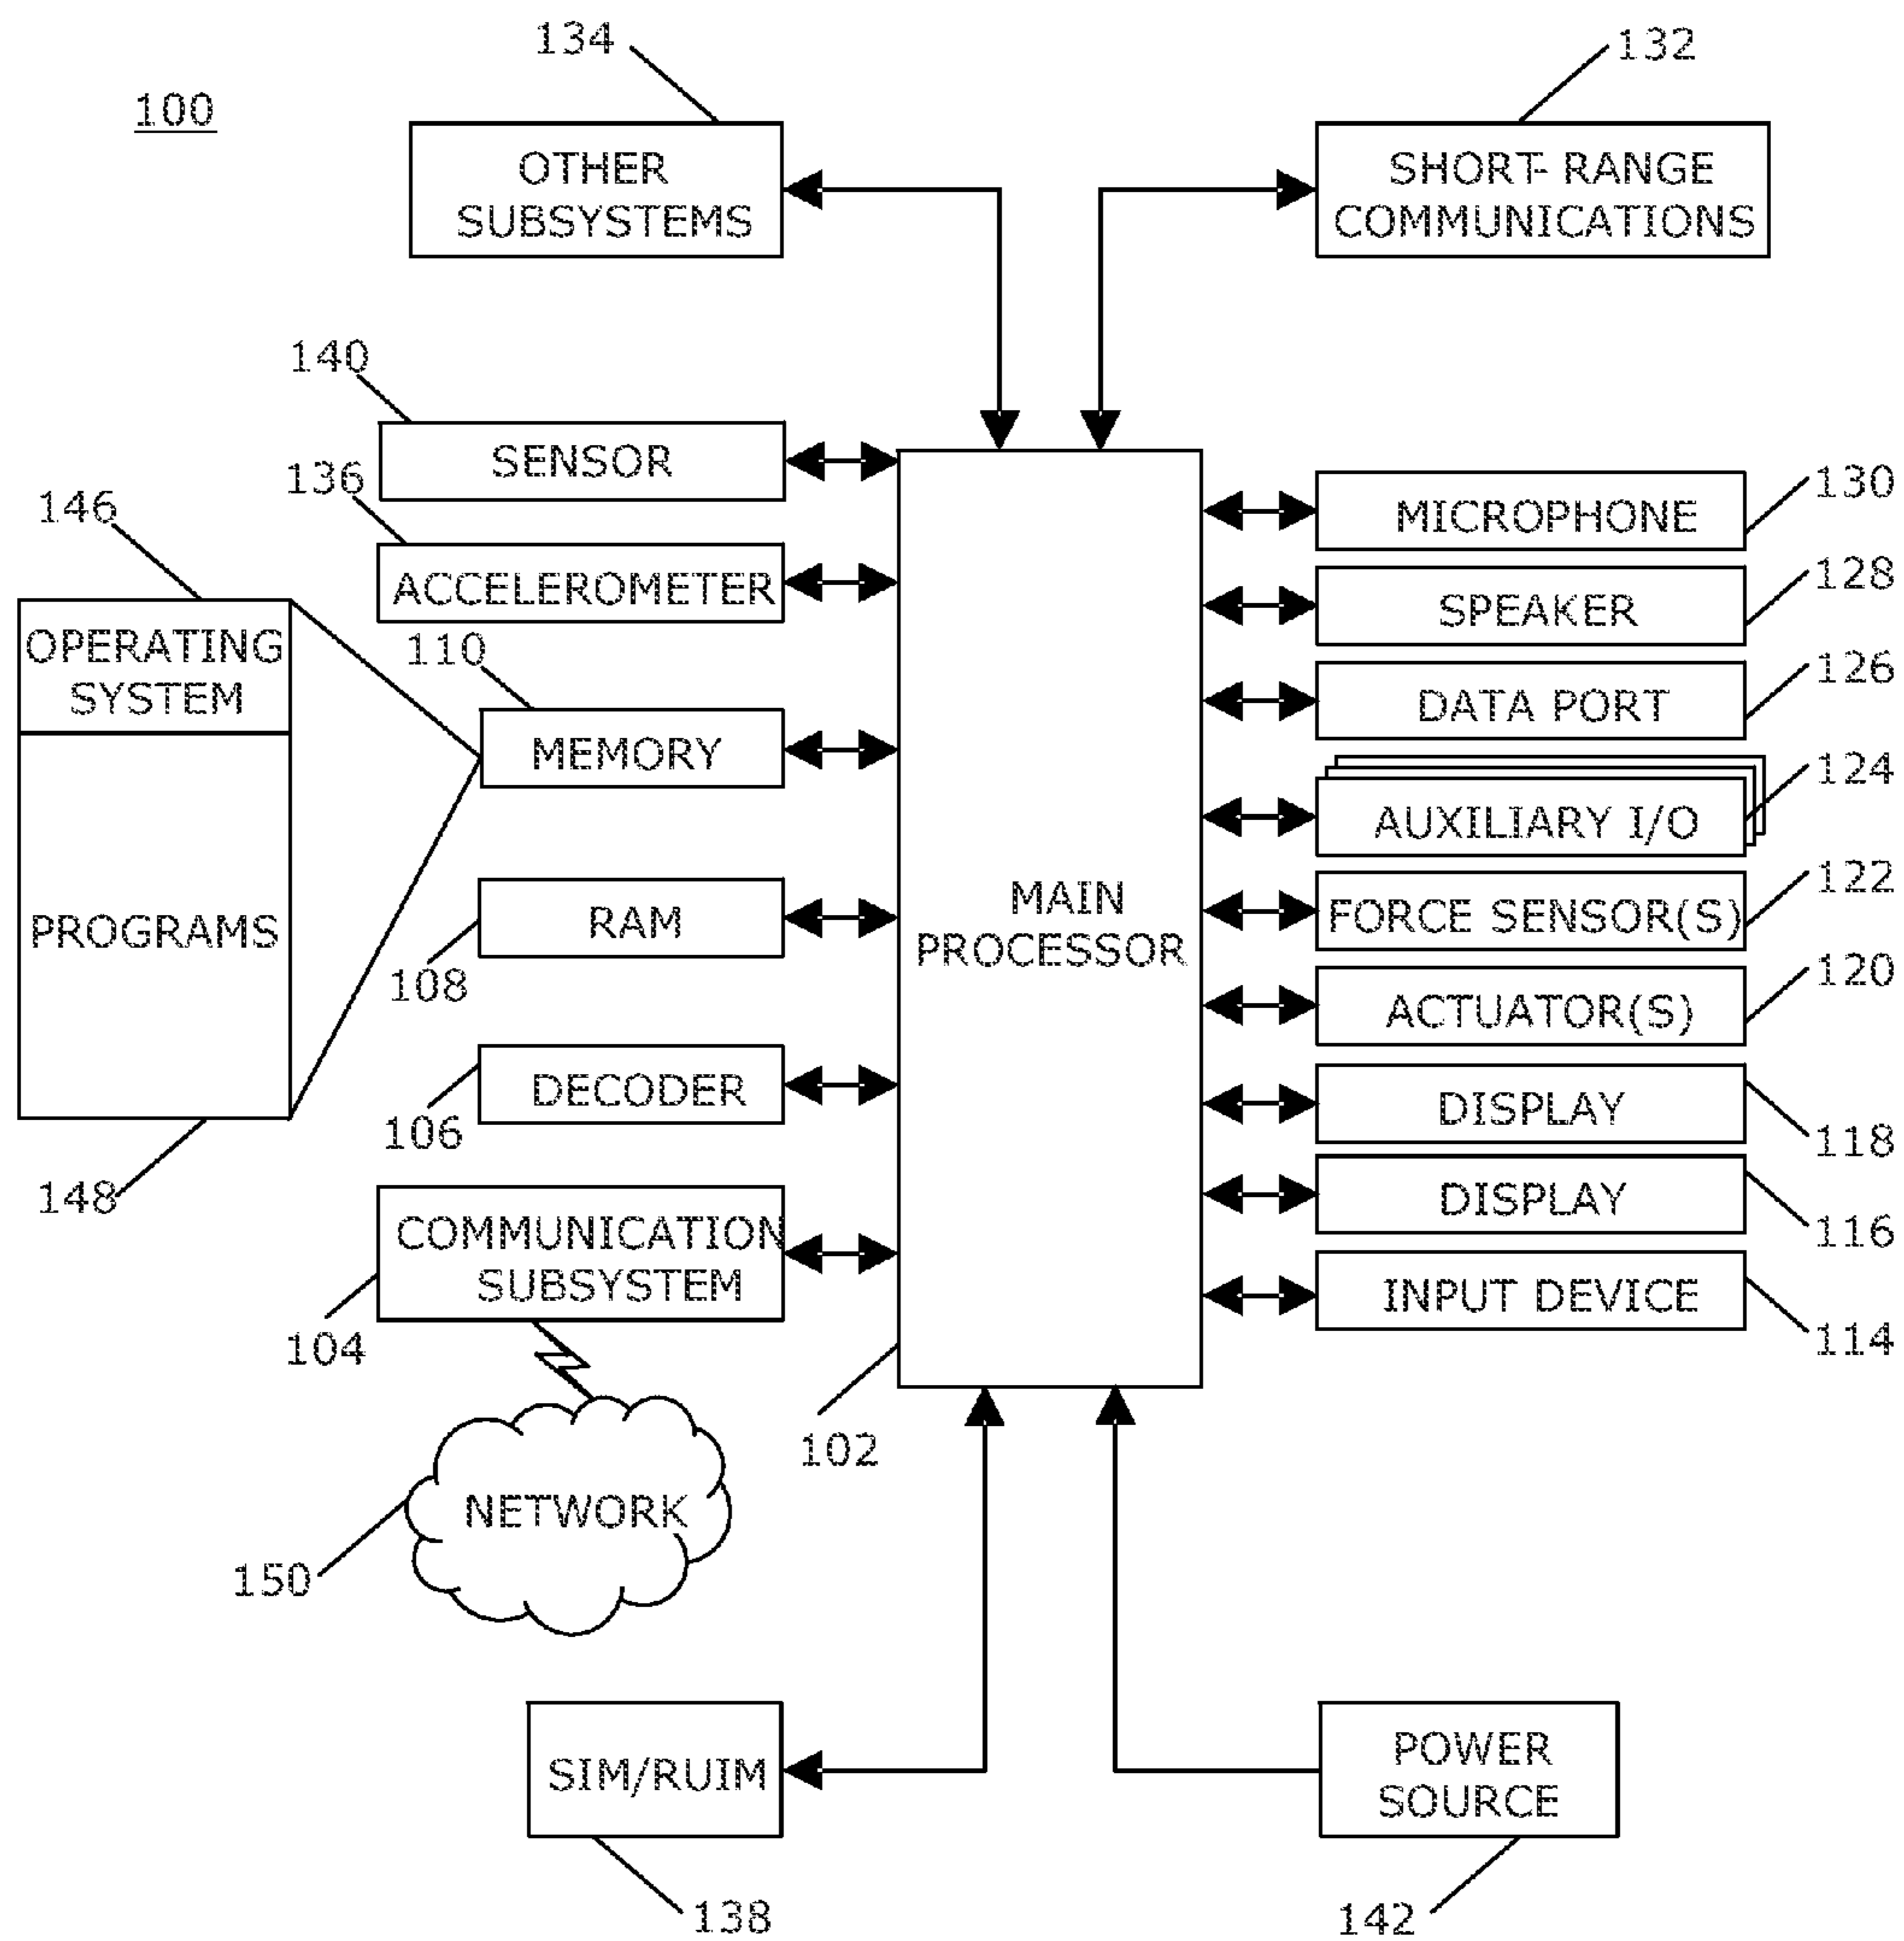 134
132
100
OTHER
SUBSYSTEMS
SHORT- RANGE
COMMUNICATIONS
140
SENSOR
136
ACCELEROMETER
146
OPERATING
SYSTEM
PROGRAMS
148
110
MEMORY
RAM
108
DECODER
106
COMMUNICATION
SUBSYSTEM
104
NETWORK
150
MAIN
PROCESSOR
102
MICROPHONE
130
SPEAKER
128
DATA PORT
126
AUXILIARY I/O
124
FORCE SENSOR(S)
122
ACTUATOR(S)
120
DISPLAY
118
DISPLAY
116
INPUT DEVICE
114
SIM/RUIM
138
POWER
SOURCE
142